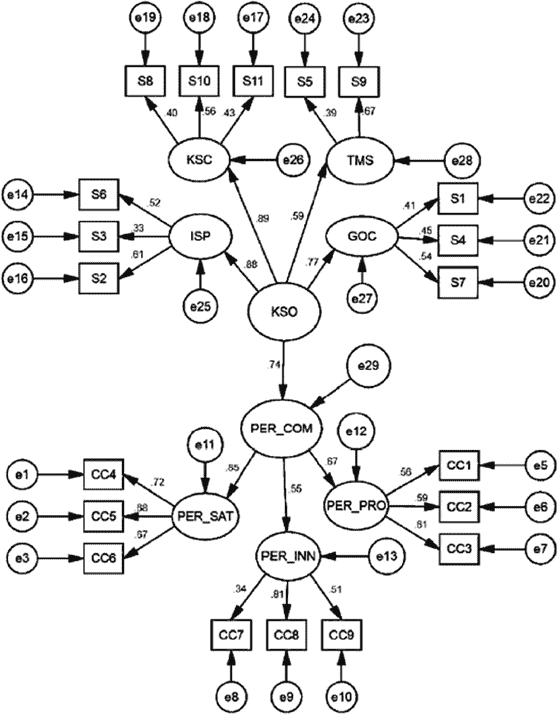 e19 e18 e17 e24 e23
S8 S10 S11 S5 S9
.40 .56 .43 .39 .67
KSC e26 TMS e28
e14 S6 .52 .89 .59 .41 S1 e22
e15 S3 .33 ISP GOC .45 S4 e21
e16 S2 .61 .88 .77 .54 S7 e20
e25 KSO e27
.74
e29
PER_COM
e11 e12
e1 CC4 .72 .85 .67 .56 CC1 e5
e2 CC5 PER_SAT .55 PER_PRO .59 CC2 e6
e3 CC6 .67 PER_INN e13 CC3 e7
.34 .51
CC7 CC8 CC9
e8 e9 e10